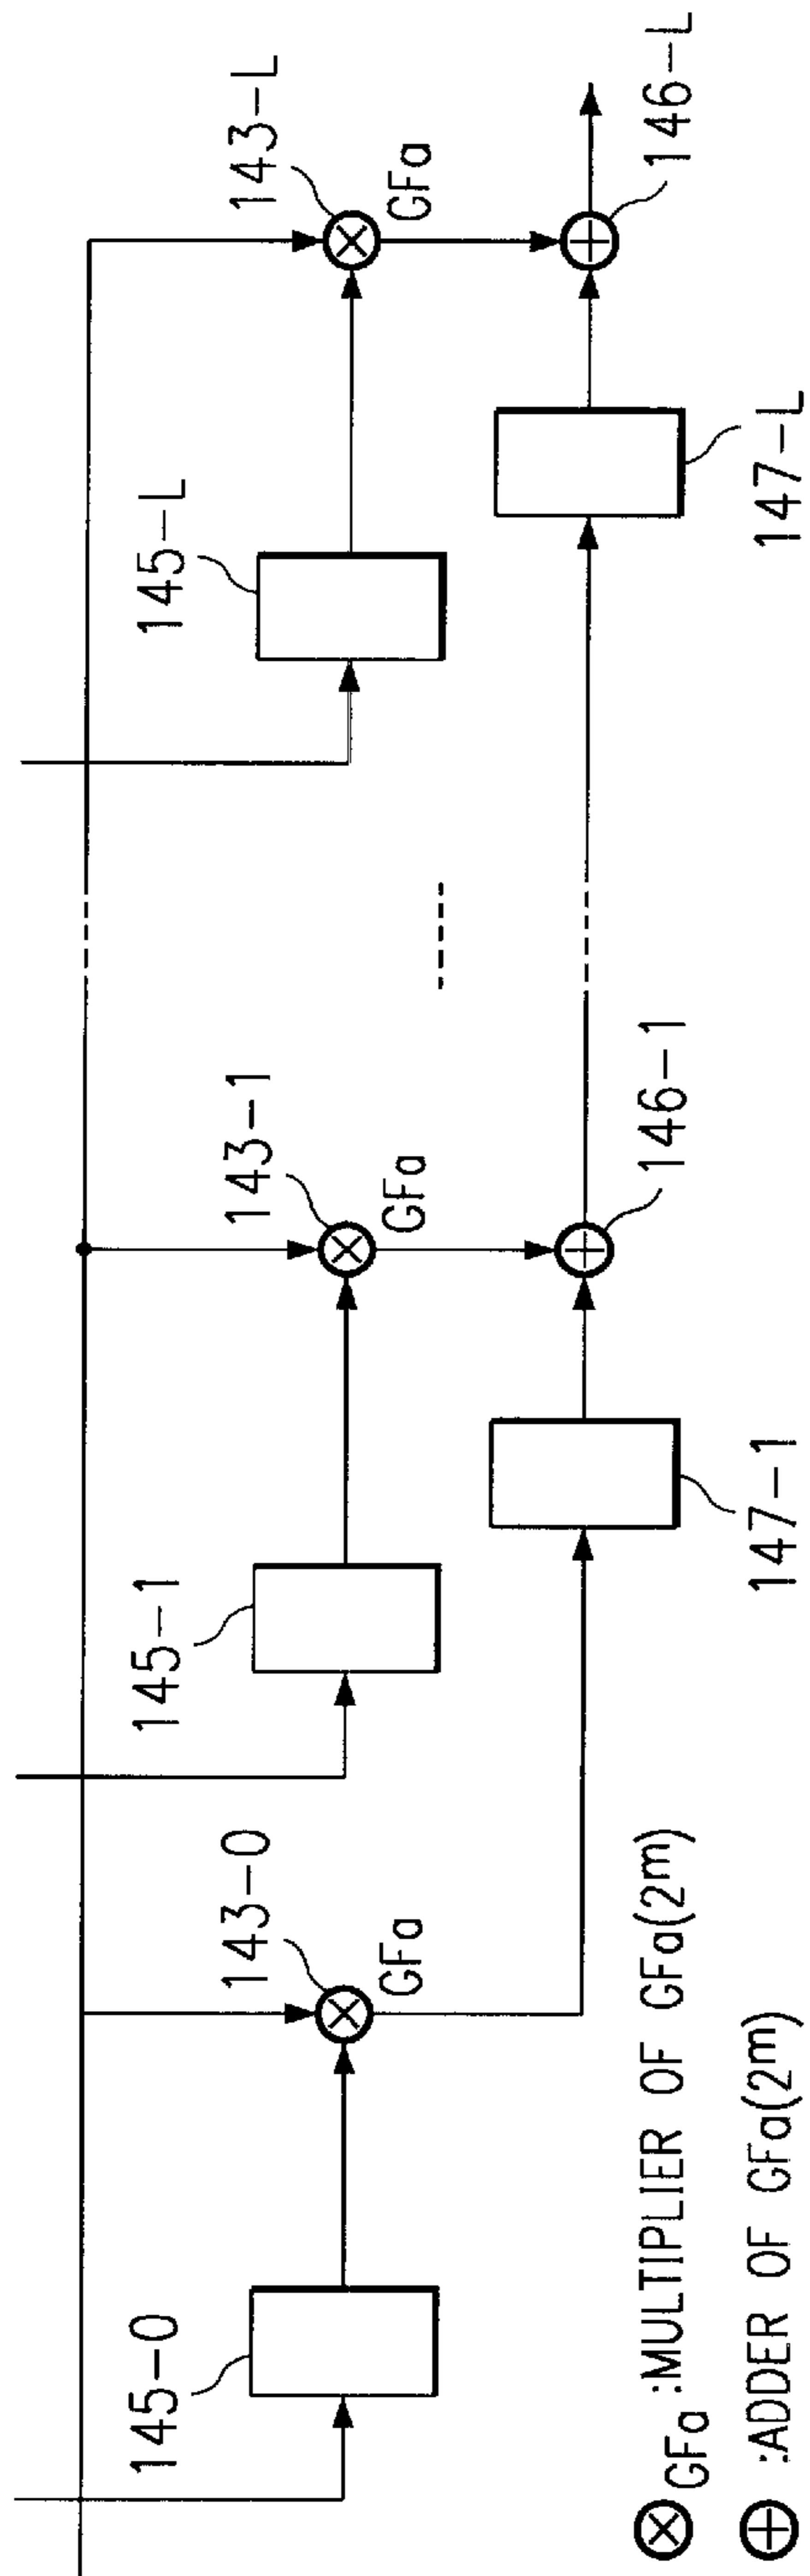 145-0
143-0
GFa
145-1
143-1
GFa
145-L
143-L
GFa
147-1
146-1
147-L
146-L
GFa :MULTIPLIER OF GFa(2m)
:ADDER OF GFa(2m)